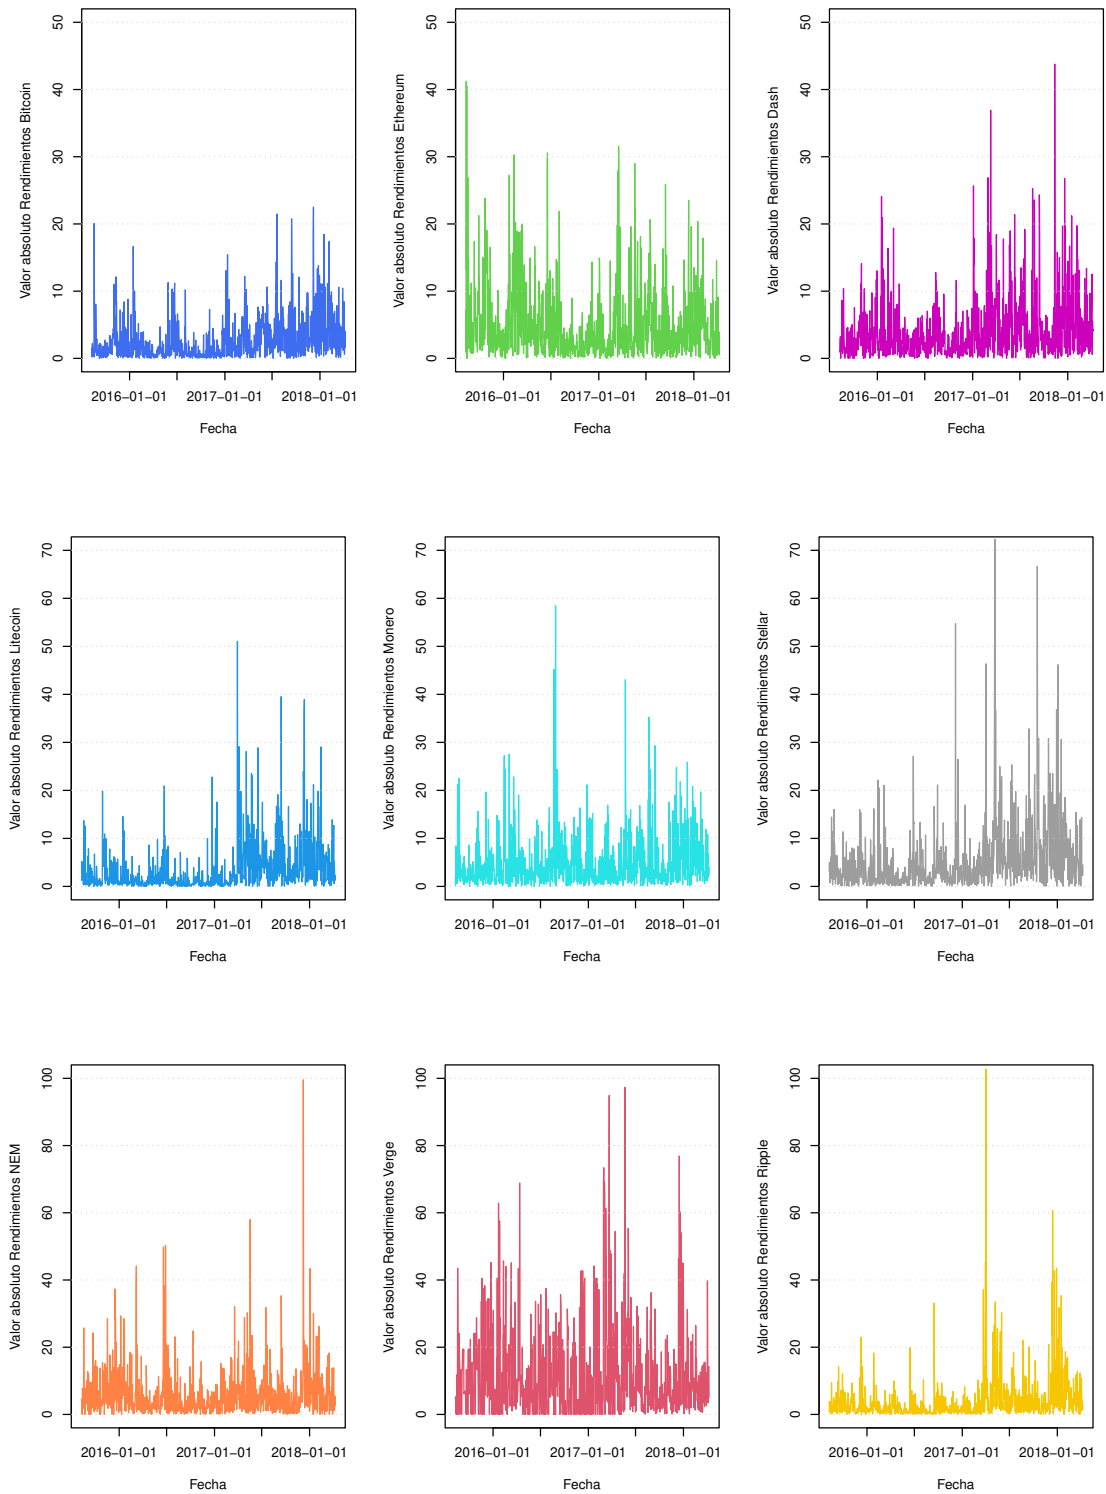 Valor absoluto Rendimientos Bitcoin
0 10 20 30 40 50
2016−01−01 2017−01−01 2018−01−01
Fecha
Valor absoluto Rendimientos Ethereum
0 10 20 30 40 50
2016−01−01 2017−01−01 2018−01−01
Fecha
Valor absoluto Rendimientos Dash
0 10 20 30 40 50
2016−01−01 2017−01−01 2018−01−01
Fecha
Valor absoluto Rendimientos Litecoin
0 10 20 30 40 50 60 70
2016−01−01 2017−01−01 2018−01−01
Fecha
Valor absoluto Rendimientos Monero
0 10 20 30 40 50 60 70
2016−01−01 2017−01−01 2018−01−01
Fecha
Valor absoluto Rendimientos Stellar
0 10 20 30 40 50 60 70
2016−01−01 2017−01−01 2018−01−01
Fecha
Valor absoluto Rendimientos NEM
0 20 40 60 80 100
2016−01−01 2017−01−01 2018−01−01
Fecha
Valor absoluto Rendimientos Verge
0 20 40 60 80 100
2016−01−01 2017−01−01 2018−01−01
Fecha
Valor absoluto Rendimientos Ripple
0 20 40 60 80 100
2016−01−01 2017−01−01 2018−01−01
Fecha